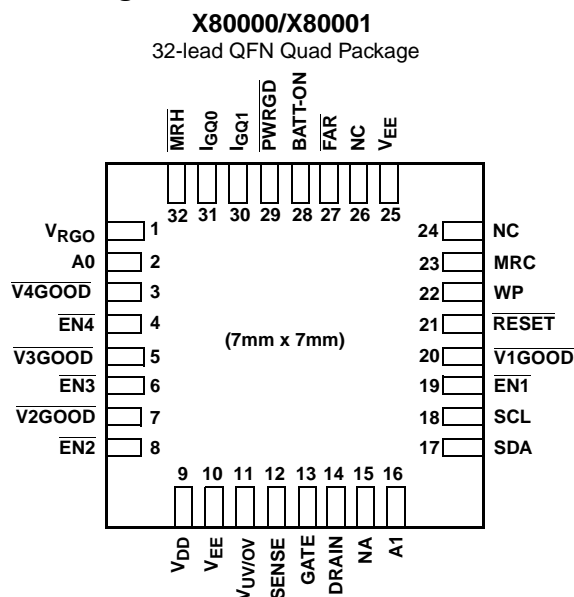 X80000/X80001
32-lead QFN Quad Package
MRH IGQ0 IGQ1 PWRGD BATT-ON FAR NC VEE
32 31 30 29 28 27 26 25
VRGO 1
A0 2
V4GOOD 3
EN4 4
V3GOOD 5
EN3 6
V2GOOD 7
EN2 8
(7mm x 7mm)
24 NC
23 MRC
22 WP
21 RESET
20 V1GOOD
19 EN1
18 SCL
17 SDA
9 10 11 12 13 14 15 16
VDD VEE VUV/OV SENSE GATE DRAIN NA A1